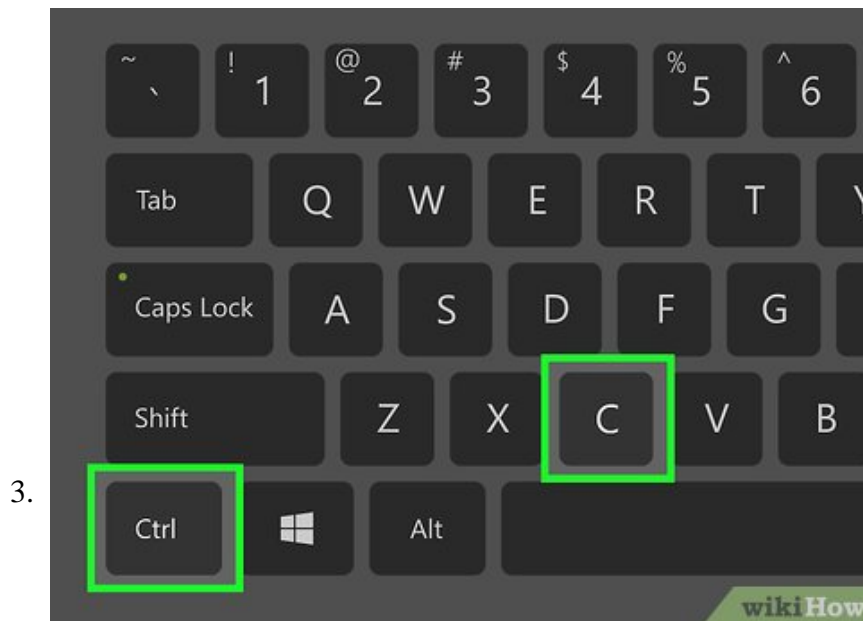 ~ ` ! 1 @ 2 # 3 $ 4 % 5 ^ 6
Tab Q W E R T
Caps Lock A S D F G
Shift Z X C V B
3.
Ctrl Alt
wikiHow